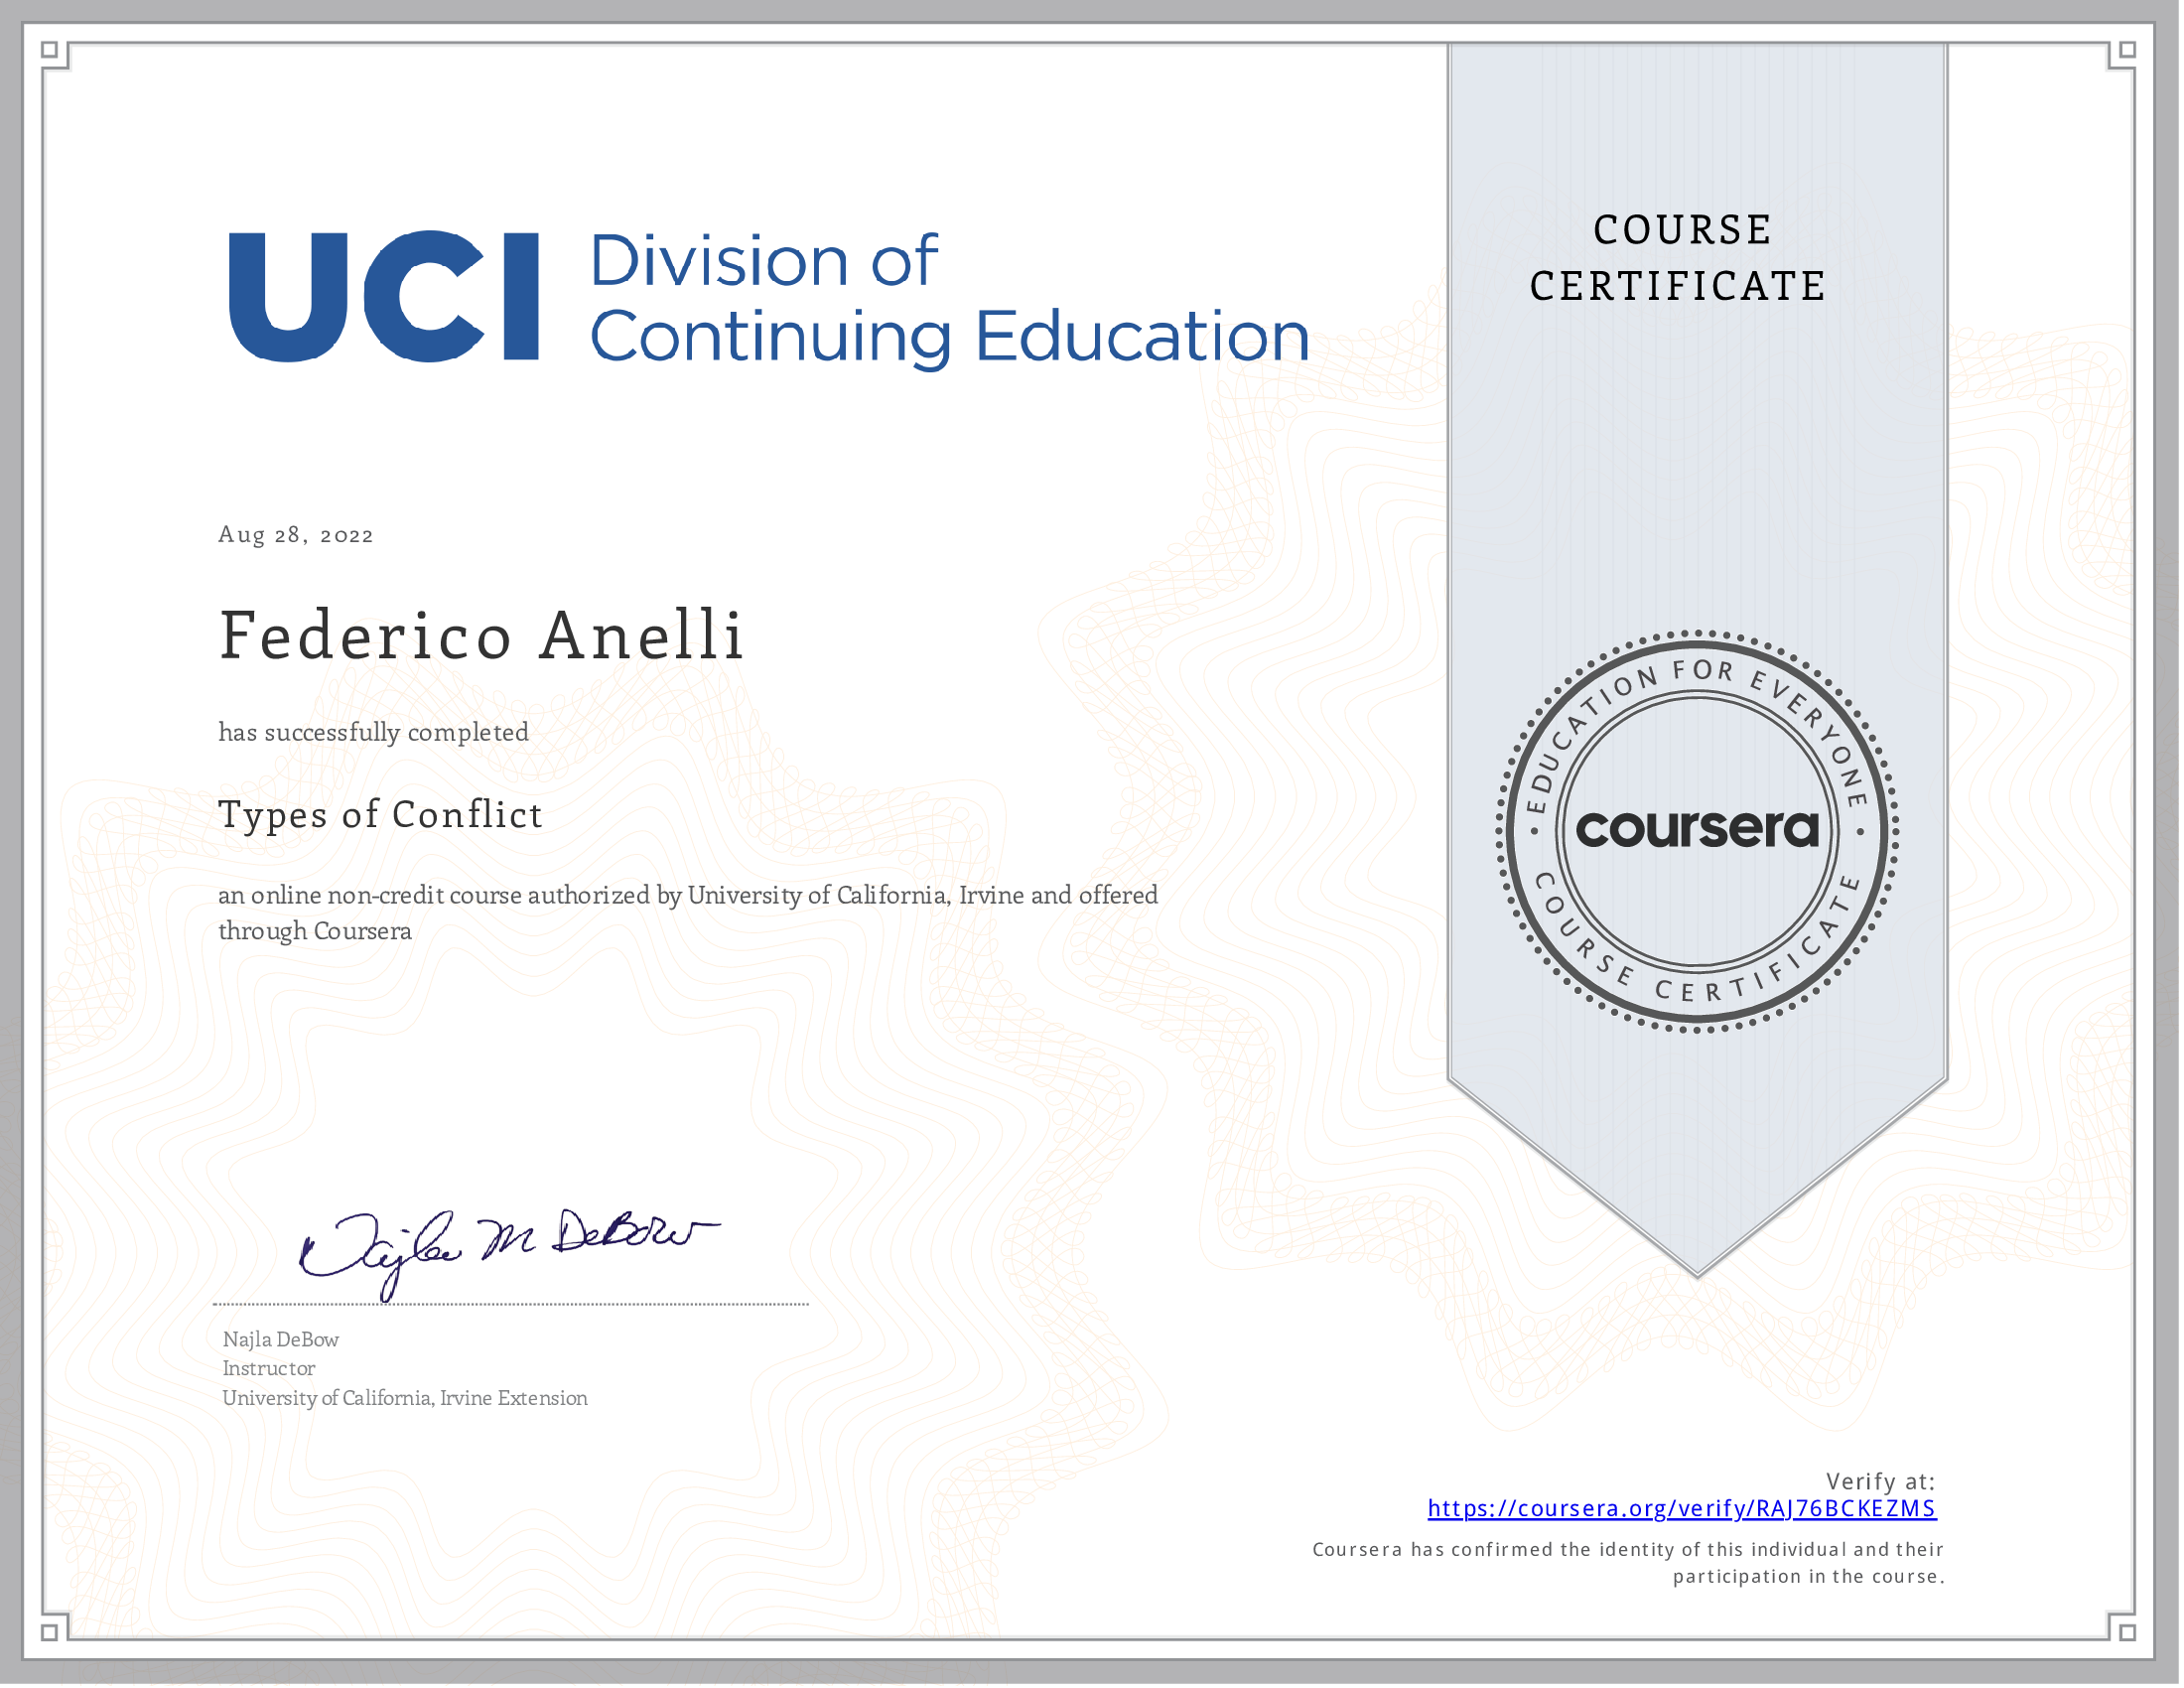 UCI Division of
Continuing Education
COURSE
CERTIFICATE
Aug 28, 2022
Federico Anelli
has successfully completed
Types of Conflict
an online non-credit course authorized by University of California, Irvine and offered
through Coursera
EDUCATION FOR EVERYONE
coursera
COURSE CERTIFICATE
Najla M DeBow
Najla DeBow
Instructor
University of California, Irvine Extension
Verify at:
https://coursera.org/verify/RAJ76BCKEZMS
Coursera has confirmed the identity of this individual and their
participation in the course.